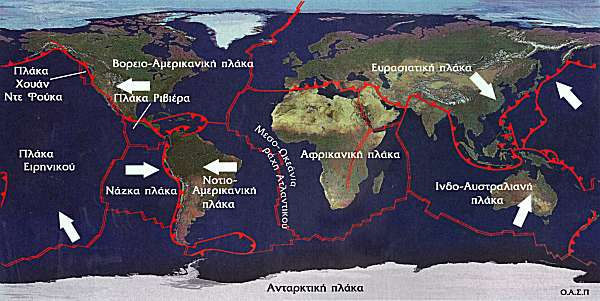 Βορειο-Αμερικανική πλάκα
Ευρασιατική πλάκα
Πλάκα
Χουάν
Ντε Φούκα
Πλάκα Ριβιέρα
Πλάκα
Ειρηνικού
Νάζκα πλάκα
Νοτιο-
Αμερικανική
πλάκα
Μεσο-Ωκεάνια
ράχη Ατλαντικού
Αφρικανική πλάκα
Ινδο-Αυστραλιανή
πλάκα
Ανταρκτική πλάκα
Ο.Α.Σ.Π